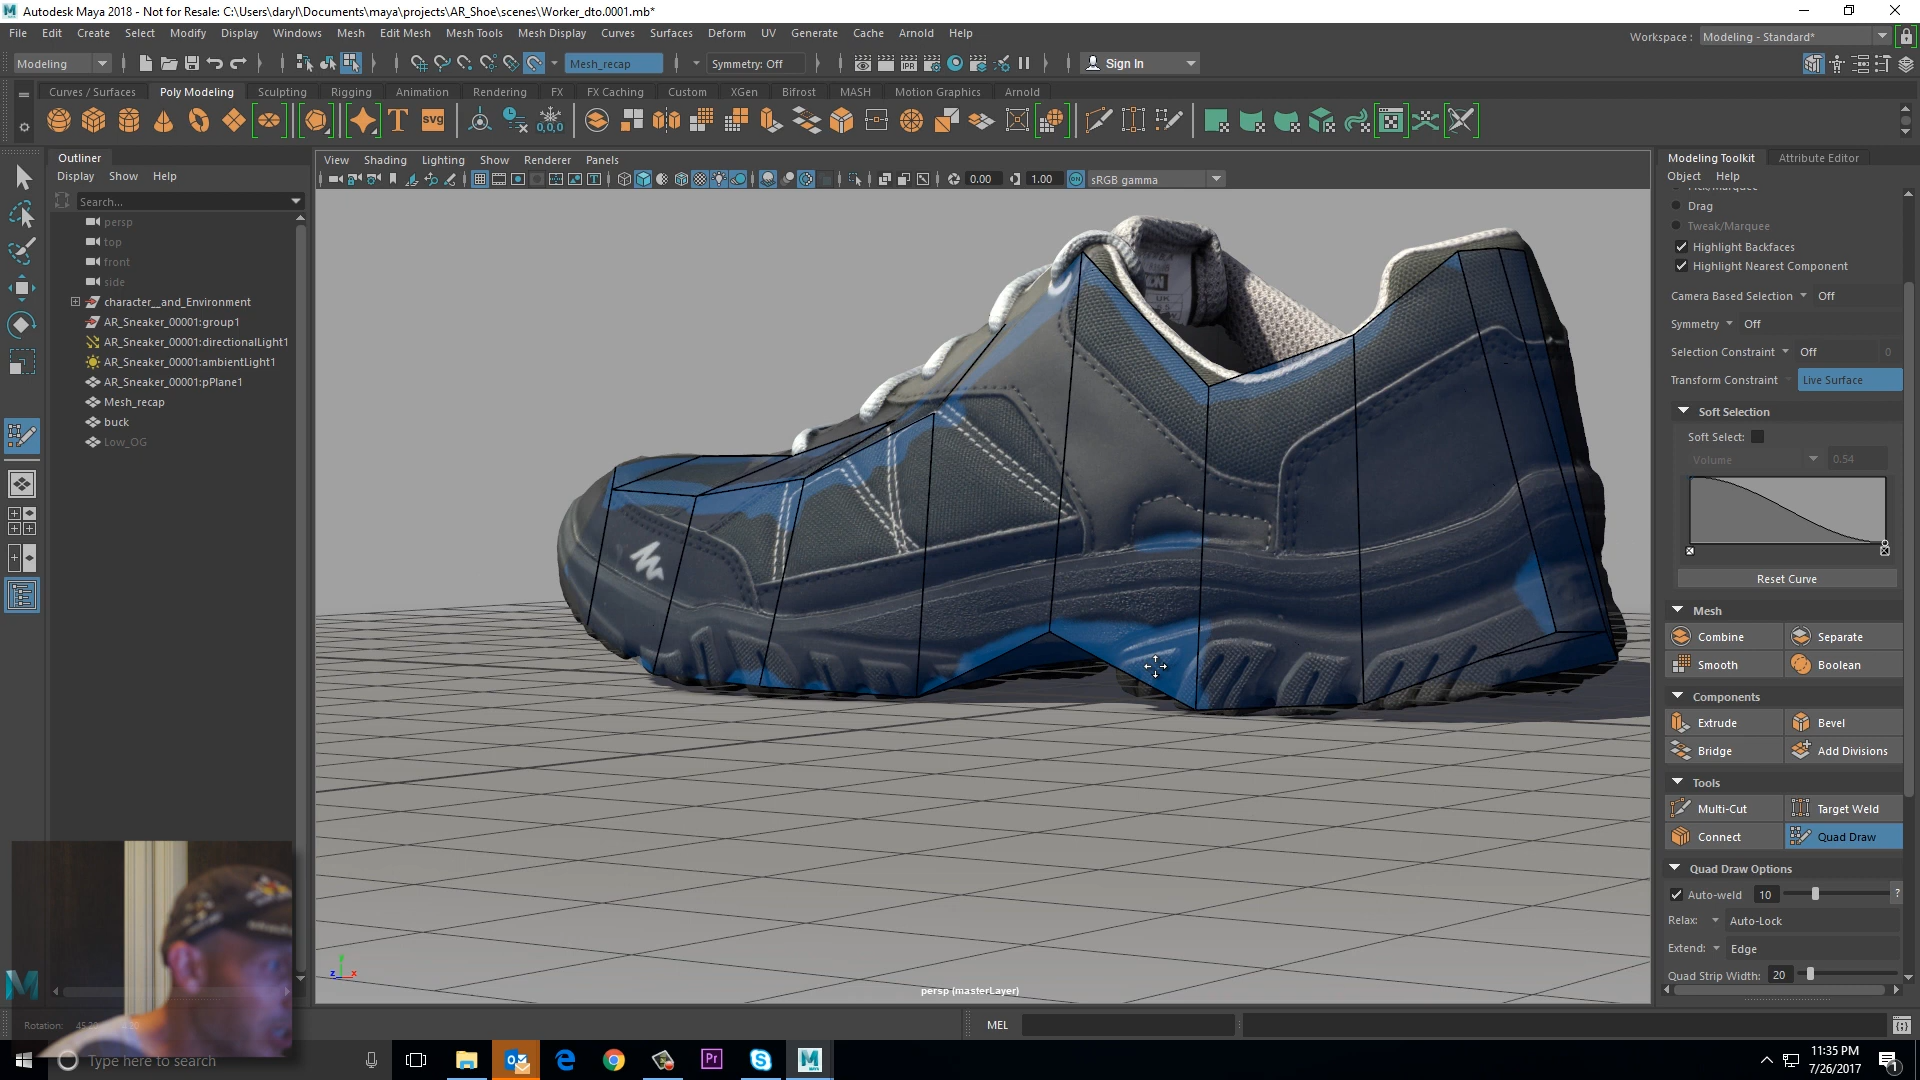 Autodesk Maya 2018 - Not for Resale: C:\Users\daryl\Documents\maya\projects\AR_Shoe\scenes\Worker_dto.0001.mb*
File Edit Create Select Modify Display Windows Mesh Edit Mesh Mesh Tools Mesh Display Curves Surfaces Deform UV Generate Cache Arnold Help
Workspace : Modeling - Standard*
Modeling Mesh_recap Symmetry: Off Sign In
Curves / Surfaces Poly Modeling Sculpting Rigging Animation Rendering FX FX Caching Custom XGen Bifrost MASH Motion Graphics Arnold
Outliner
Display Show Help
Search...
persp
top
front
side
character__and_Environment
AR_Sneaker_00001:group1
AR_Sneaker_00001:directionalLight1
AR_Sneaker_00001:ambientLight1
AR_Sneaker_00001:pPlane1
Mesh_recap
buck
Low_OG
View Shading Lighting Show Renderer Panels
0.00 1.00 sRGB gamma
persp (masterLayer)
Modeling Toolkit Attribute Editor
Object Help
Pick/Marquee
Drag
Tweak/Marquee
Highlight Backfaces
Highlight Nearest Component
Camera Based Selection Off
Symmetry Off
Selection Constraint Off 0
Transform Constraint Live Surface
Soft Selection
Soft Select:
Volume 0.54
Reset Curve
Mesh
Combine Separate
Smooth Boolean
Components
Extrude Bevel
Bridge Add Divisions
Tools
Multi-Cut Target Weld
Connect Quad Draw
Quad Draw Options
Auto-weld 10 ?
Relax: Auto-Lock
Extend: Edge
Quad Strip Width: 20
Rotation:
MEL
Type here to search
11:35 PM
7/26/2017